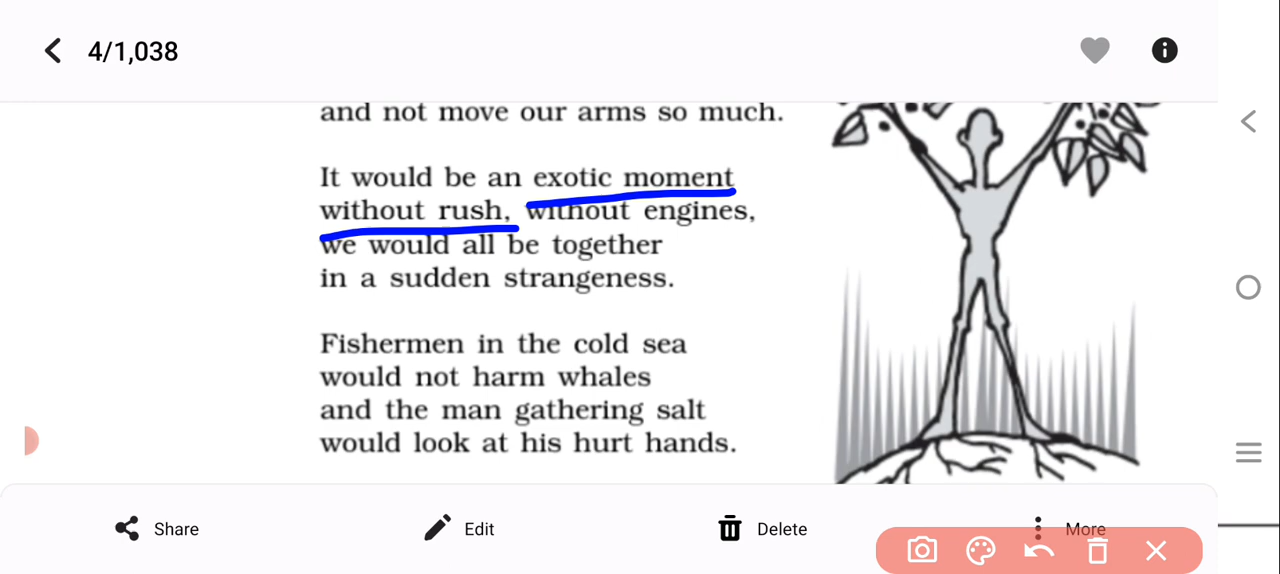 4/1,038
and not move our arms so much.
It would be an exotic moment
without rush, without engines,
we would all be together
in a sudden strangeness.
Fishermen in the cold sea
would not harm whales
and the man gathering salt
would look at his hurt hands.
Share
Edit
Delete
More